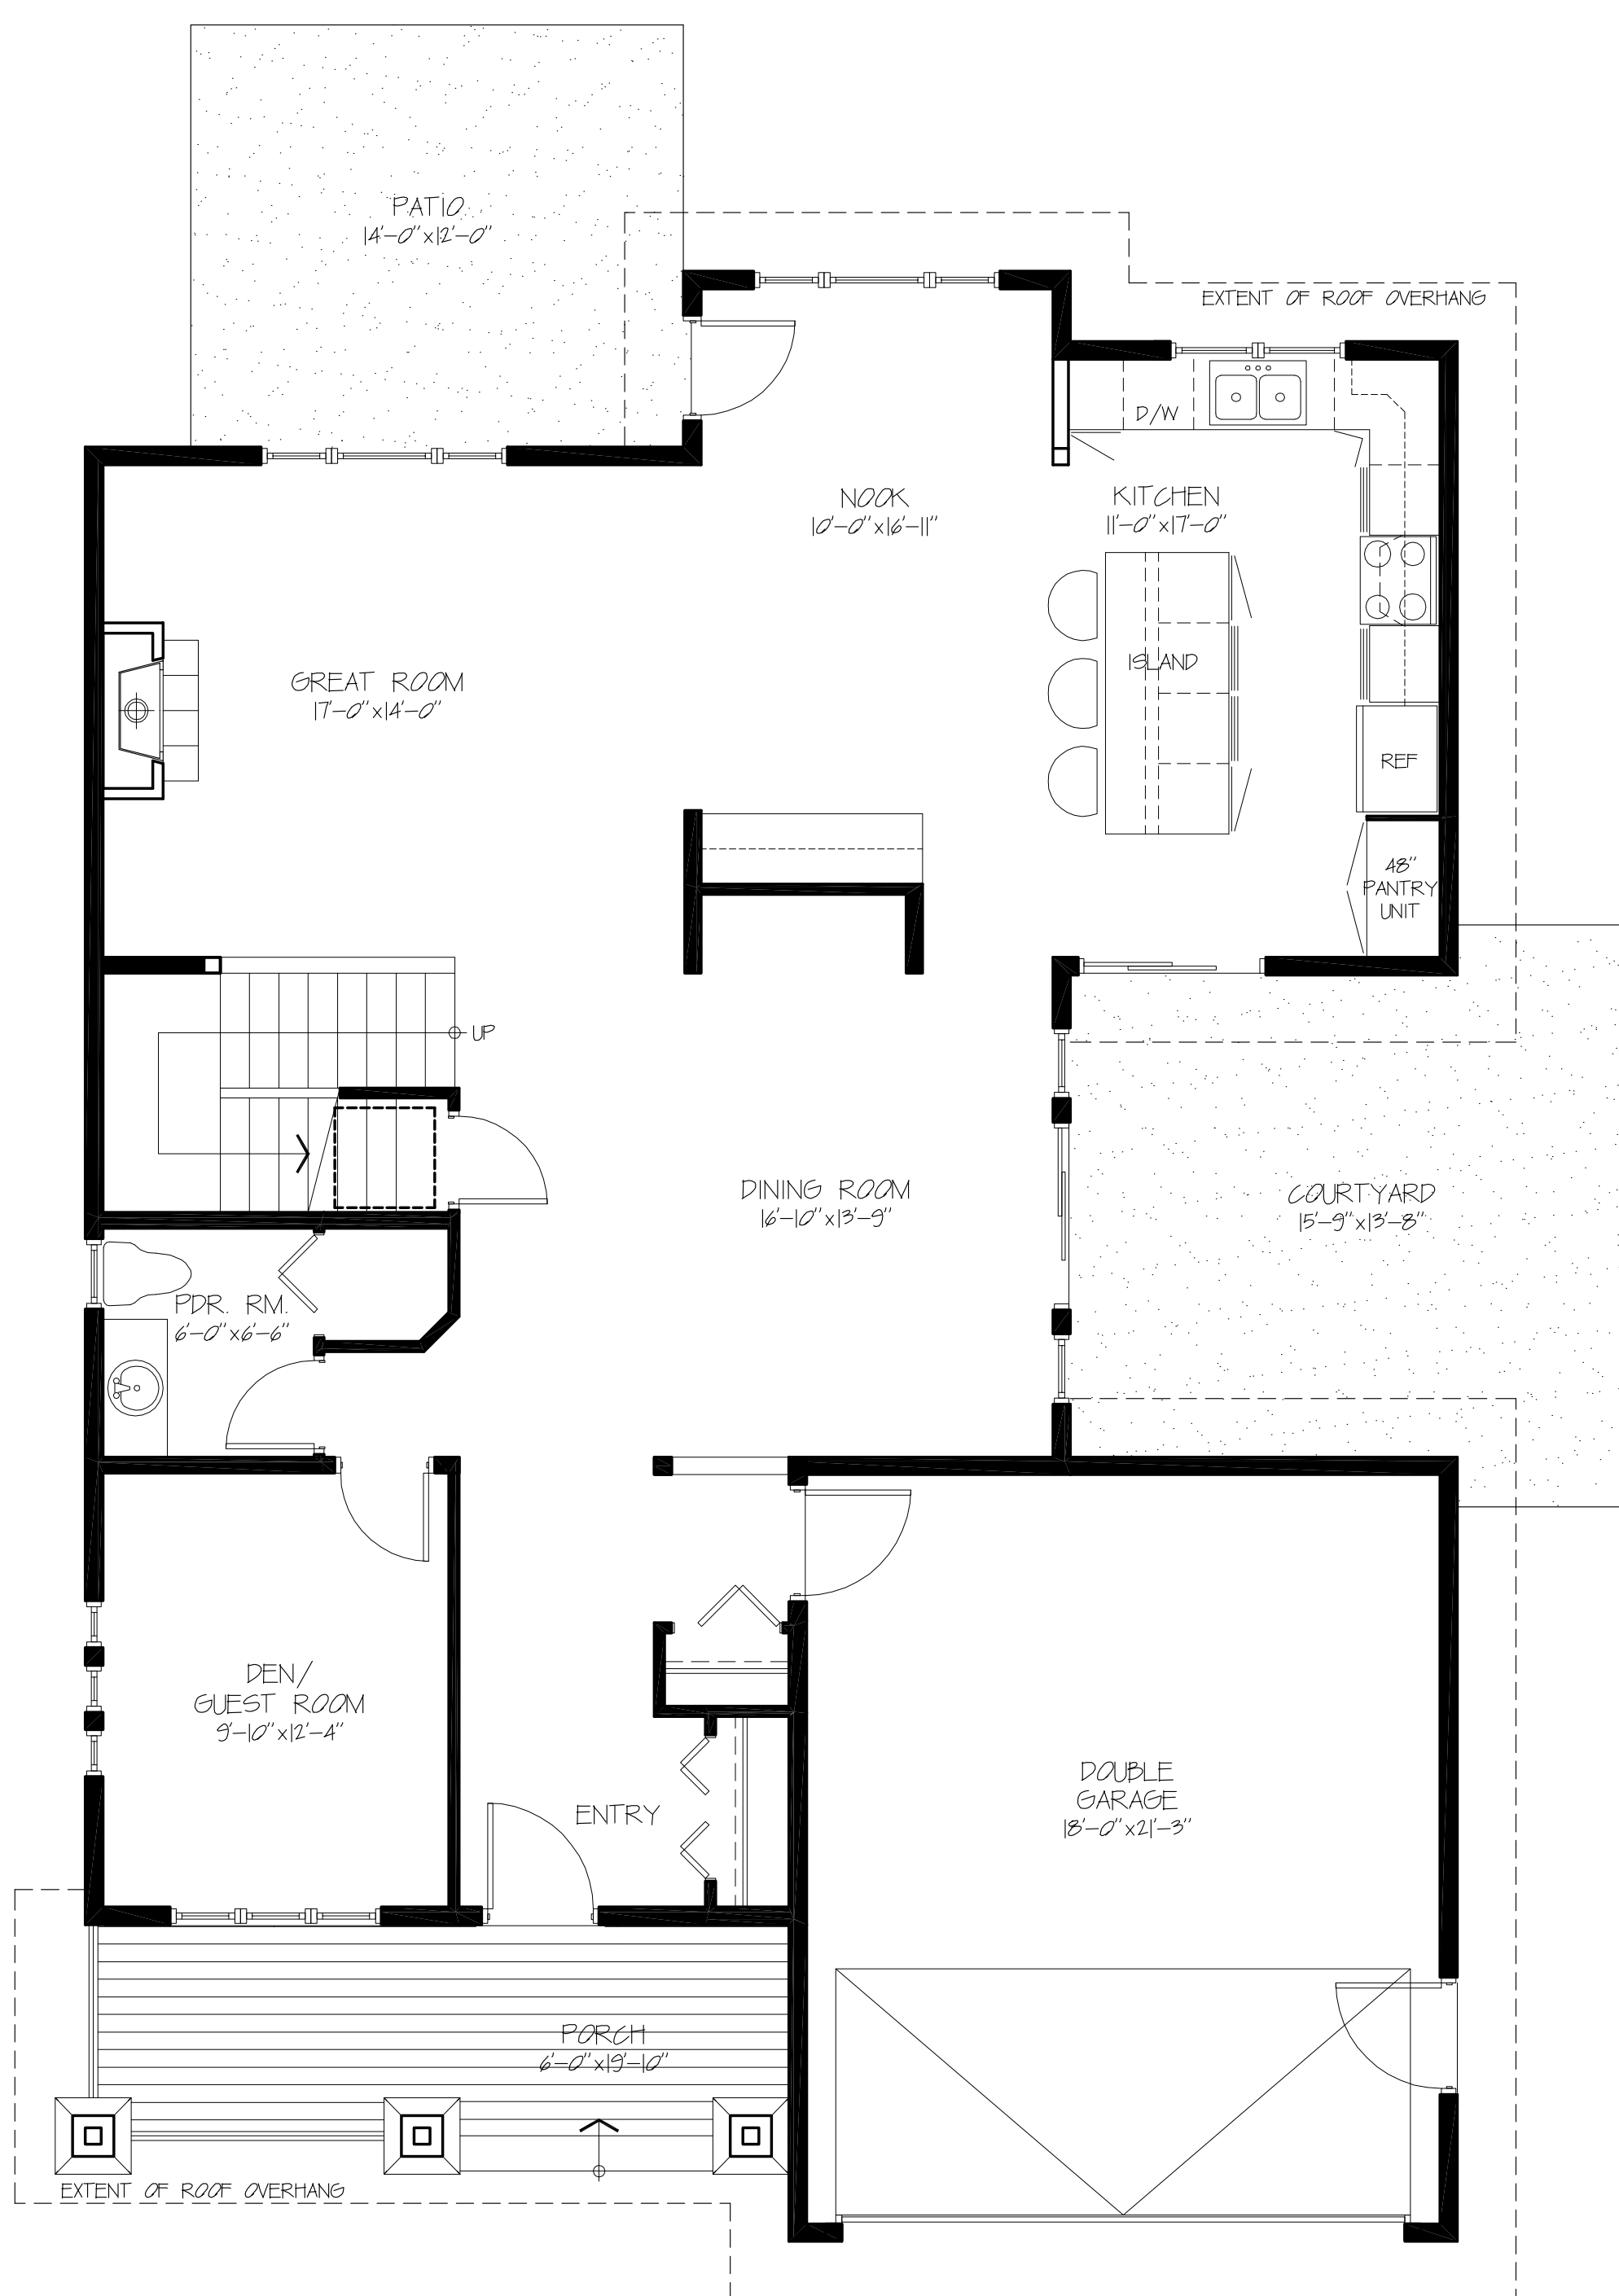 PATIO
14'-0"x12'-0"
EXTENT OF ROOF OVERHANG
D/W
NOOK
10'-0"x16'-11"
KITCHEN
11'-0"x17'-0"
ISLAND
GREAT ROOM
17'-0"x14'-0"
REF
48"
PANTRY
UNIT
UP
DINING ROOM
16'-10"x13'-9"
COURTYARD
15'-9"x13'-8"
PDR. RM.
6'-0"x6'-6"
DEN/
GUEST ROOM
9'-10"x12'-4"
ENTRY
DOUBLE
GARAGE
18'-0"x21'-3"
PORCH
6'-0"x19'-10"
EXTENT OF ROOF OVERHANG